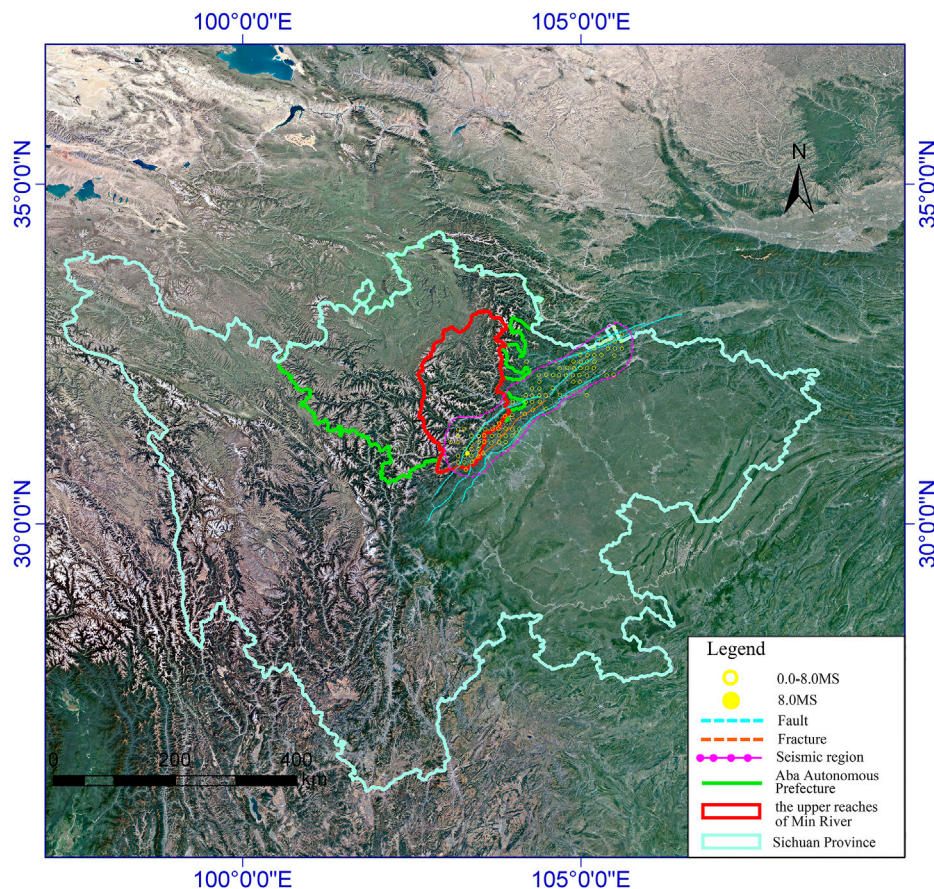 100°0'0"E
105°0'0"E
35°0'0"N
35°0'0"N
N
30°0'0"N
30°0'0"N
0
200
400
km
Legend
0.0-8.0MS
8.0MS
Fault
Fracture
Seismic region
Aba Autonomous
Prefecture
the upper reaches
of Min River
Sichuan Province
100°0'0"E
105°0'0"E